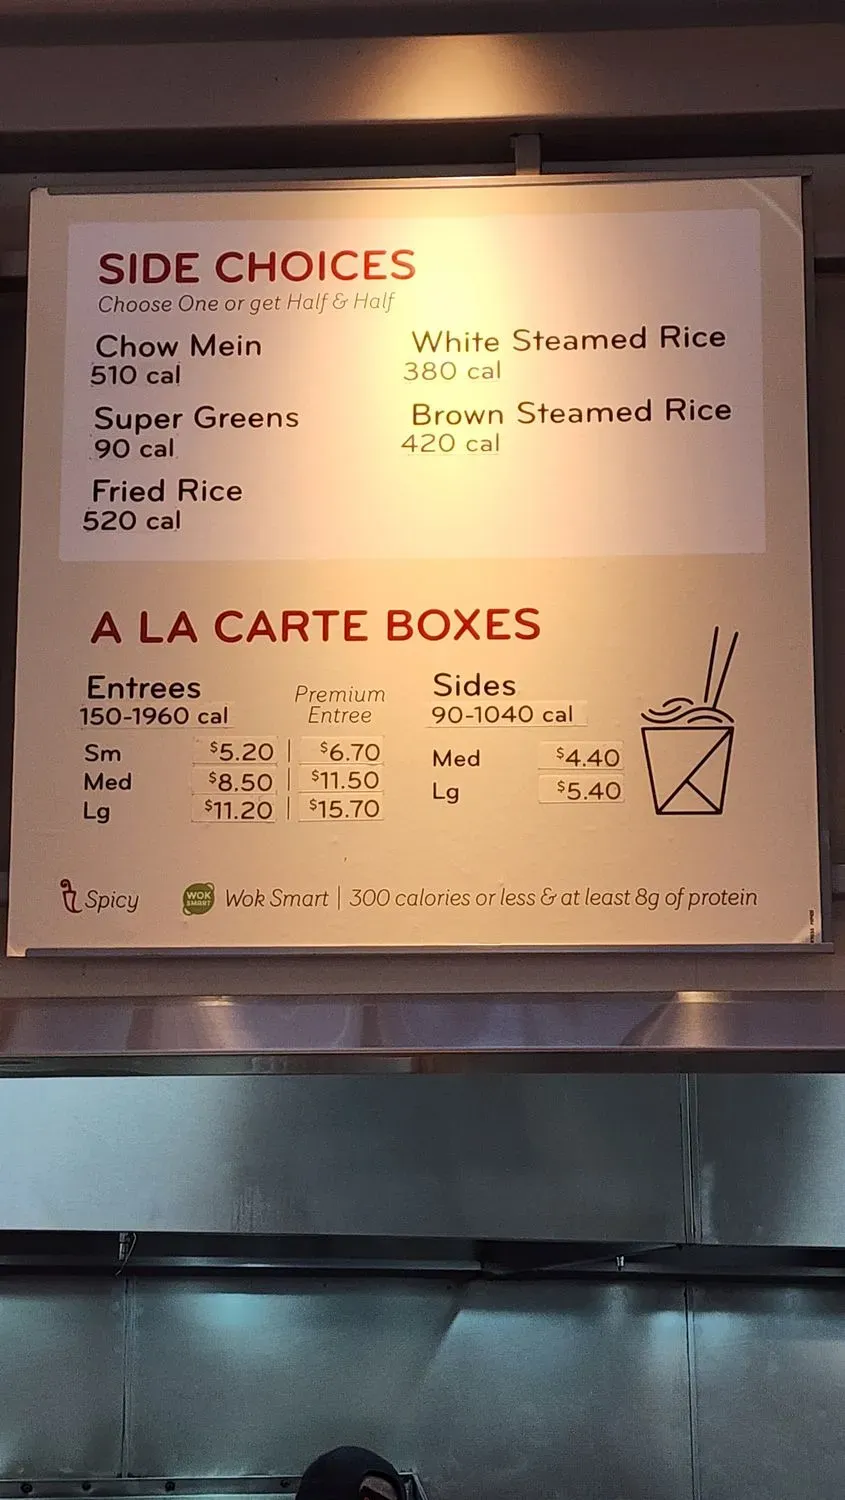 SIDE CHOICES
Choose One or get Half & Half
Chow Mein
510 cal
Super Greens
90 cal
Fried Rice
520 cal
White Steamed Rice
380 cal
Brown Steamed Rice
420 cal
A LA CARTE BOXES
Entrees
150-1960 cal
Premium
Entree
Sm $5.20 | $6.70
Med $8.50 | $11.50
Lg $11.20 | $15.70
Sides
90-1040 cal
Med $4.40
Lg $5.40
Spicy
WOK
SMART
Wok Smart | 300 calories or less & at least 8g of protein